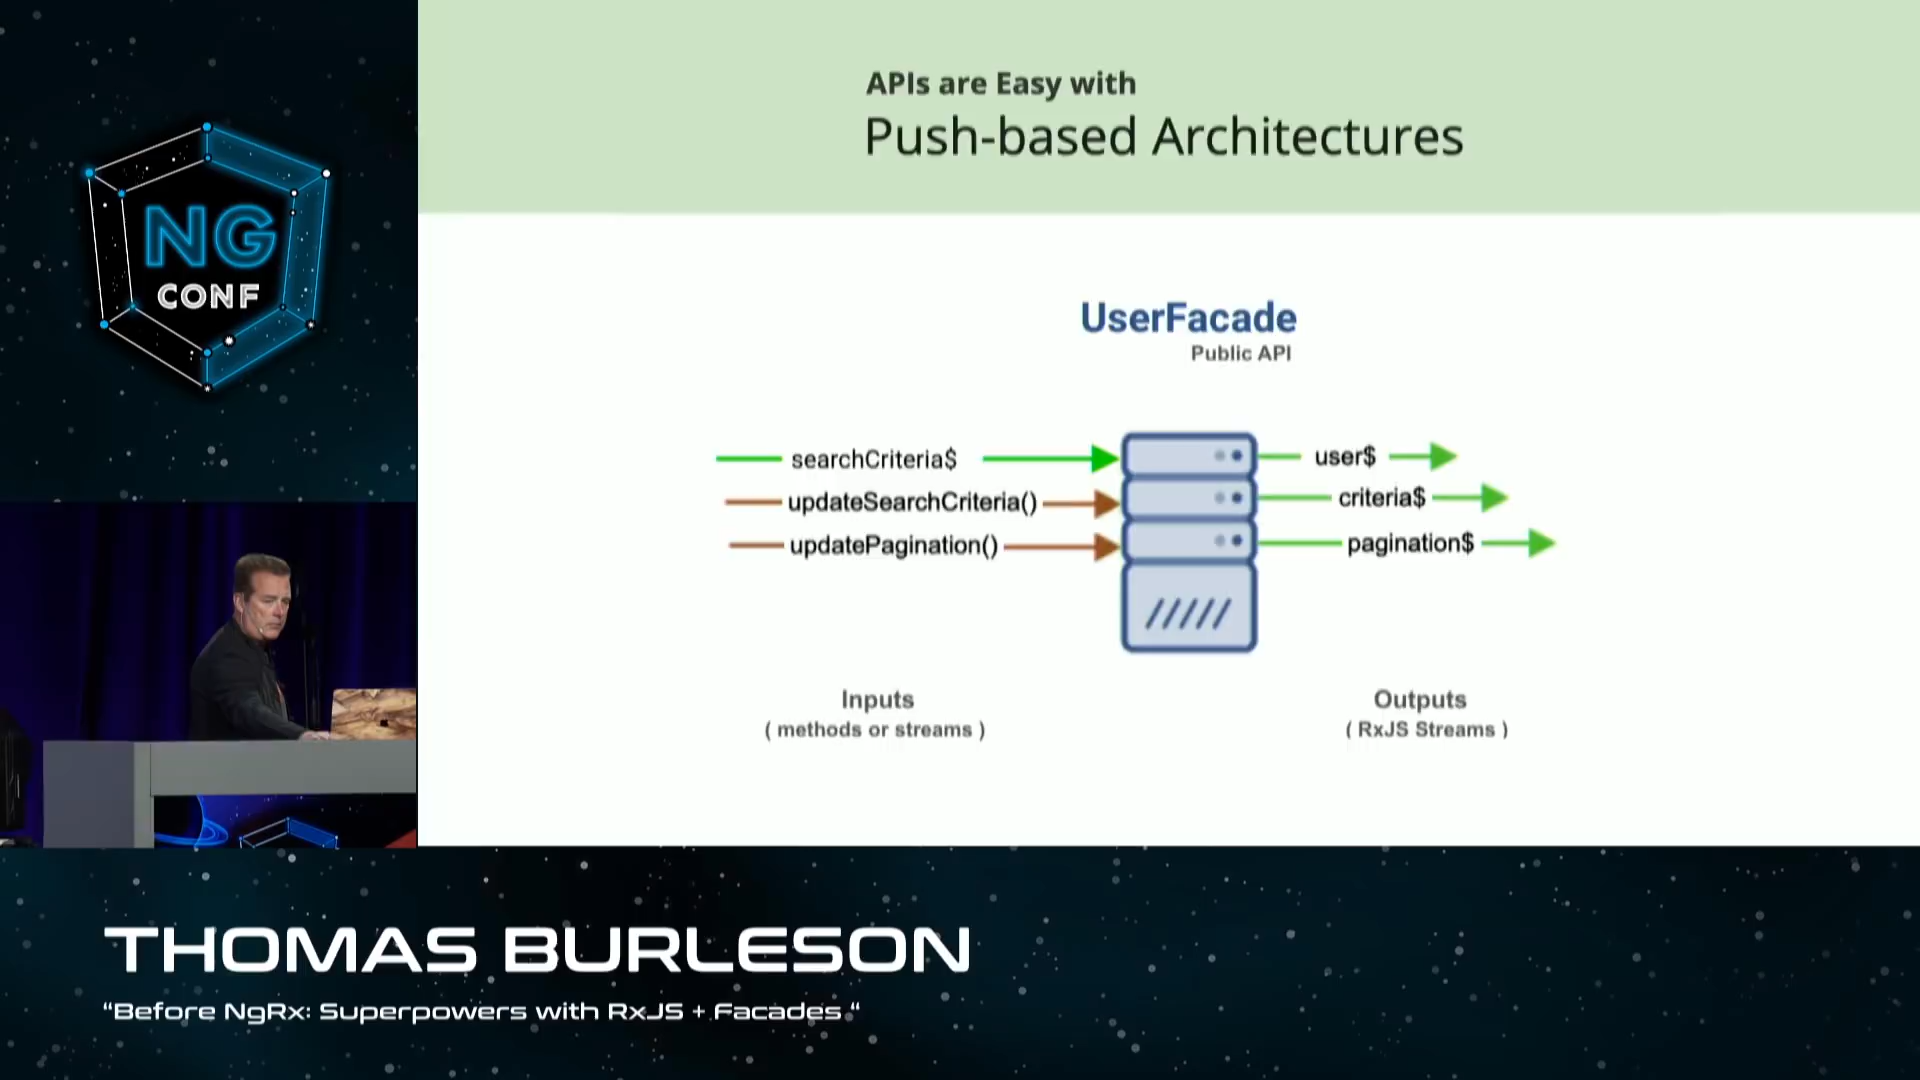 NG
CONF
APIs are Easy with
Push-based Architectures
UserFacade
Public API
searchCriteria$
updateSearchCriteria()
updatePagination()
user$
criteria$
pagination$
Inputs
( methods or streams )
Outputs
( RxJS Streams )
THOMAS BURLESON
“Before NgRx: Superpowers with RxJS + Facades “